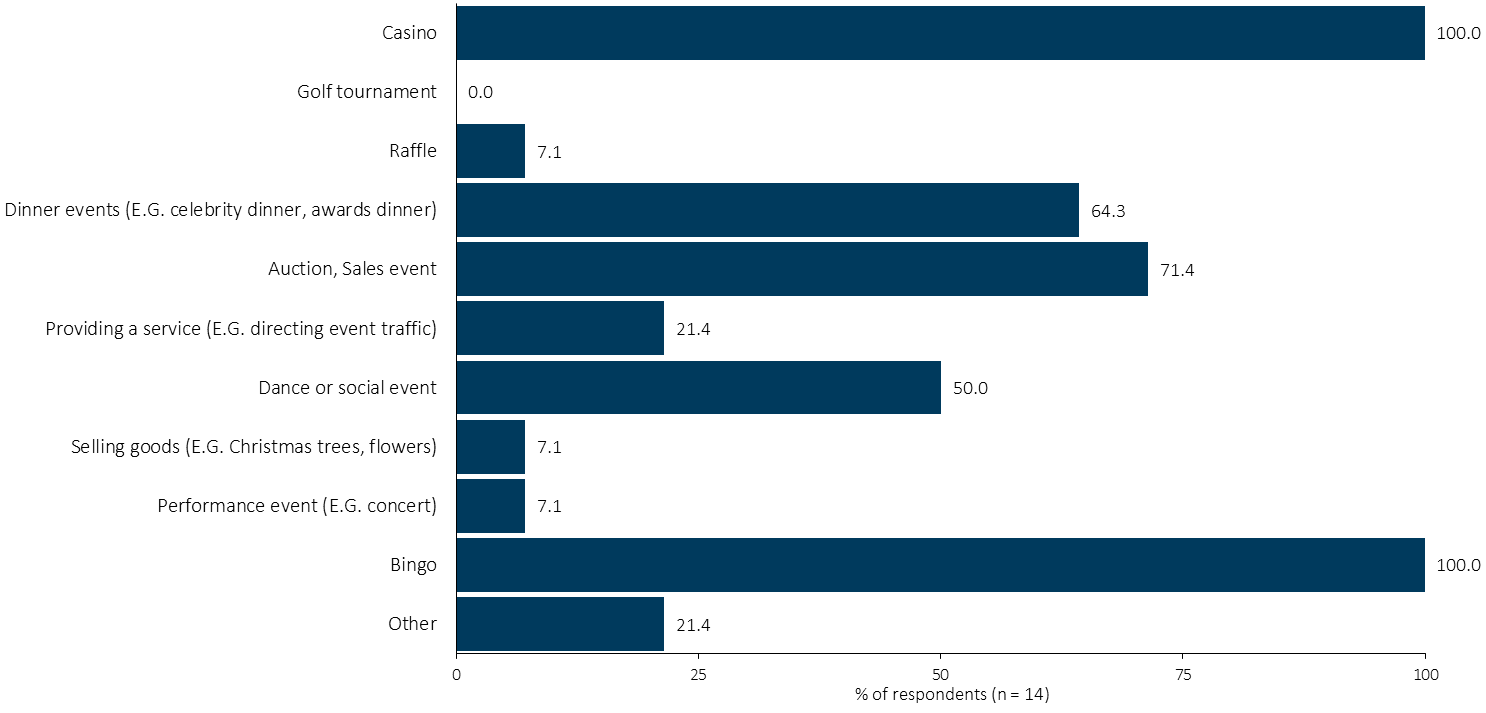 Casino 100.0
Golf tournament 0.0
Raffle 7.1
Dinner events (E.G. celebrity dinner, awards dinner) 64.3
Auction, Sales event 71.4
Providing a service (E.G. directing event traffic) 21.4
Dance or social event 50.0
Selling goods (E.G. Christmas trees, flowers) 7.1
Performance event (E.G. concert) 7.1
Bingo 100.0
Other 21.4
0 25 50 75 100
% of respondents (n = 14)